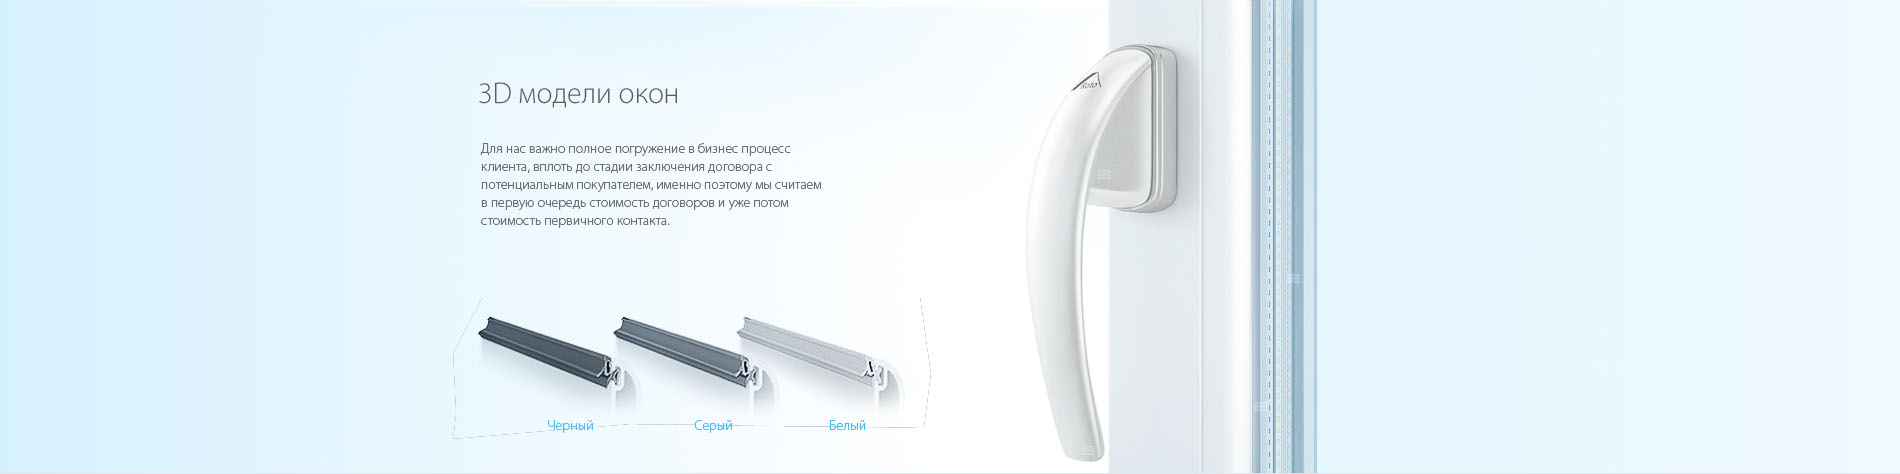 3D модели окон
Roto
Для нас важно полное погружение в бизнес процесс
клиента, вплоть до стадии заключения договора с
потенциальным покупателем, именно поэтому мы считаем
в первую очередь стоимость договоров и уже потом
стоимость первичного контакта.
Черный
Серый
Белый